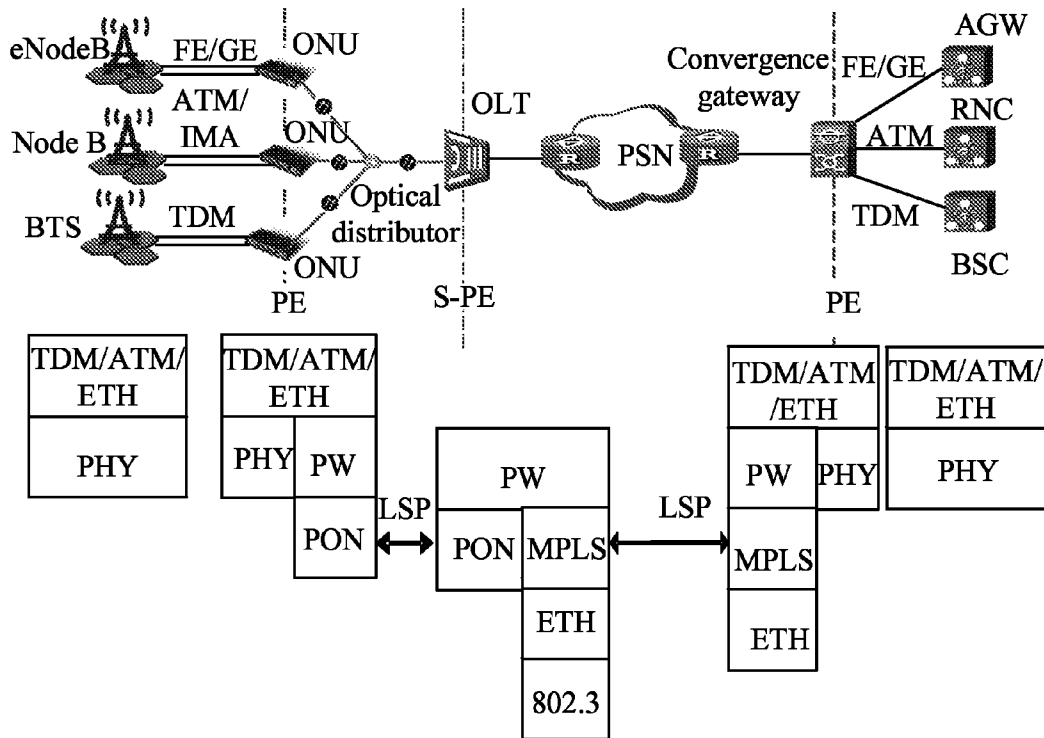 eNodeB
FE/GE
ONU
AGW
FE/GE
Convergence
gateway
ATM/
IMA
ONU
OLT
RNC
Node B
PSN
ATM
R
R
Optical
distributor
BTS
TDM
TDM
ONU
BSC
PE
S-PE
PE
TDM/ATM/
ETH
TDM/ATM/
ETH
TDM/ATM
/ETH
TDM/ATM/
ETH
PHY
PHY
PW
PW
PW
PHY
PHY
LSP
LSP
PON
PON
MPLS
MPLS
ETH
ETH
802.3